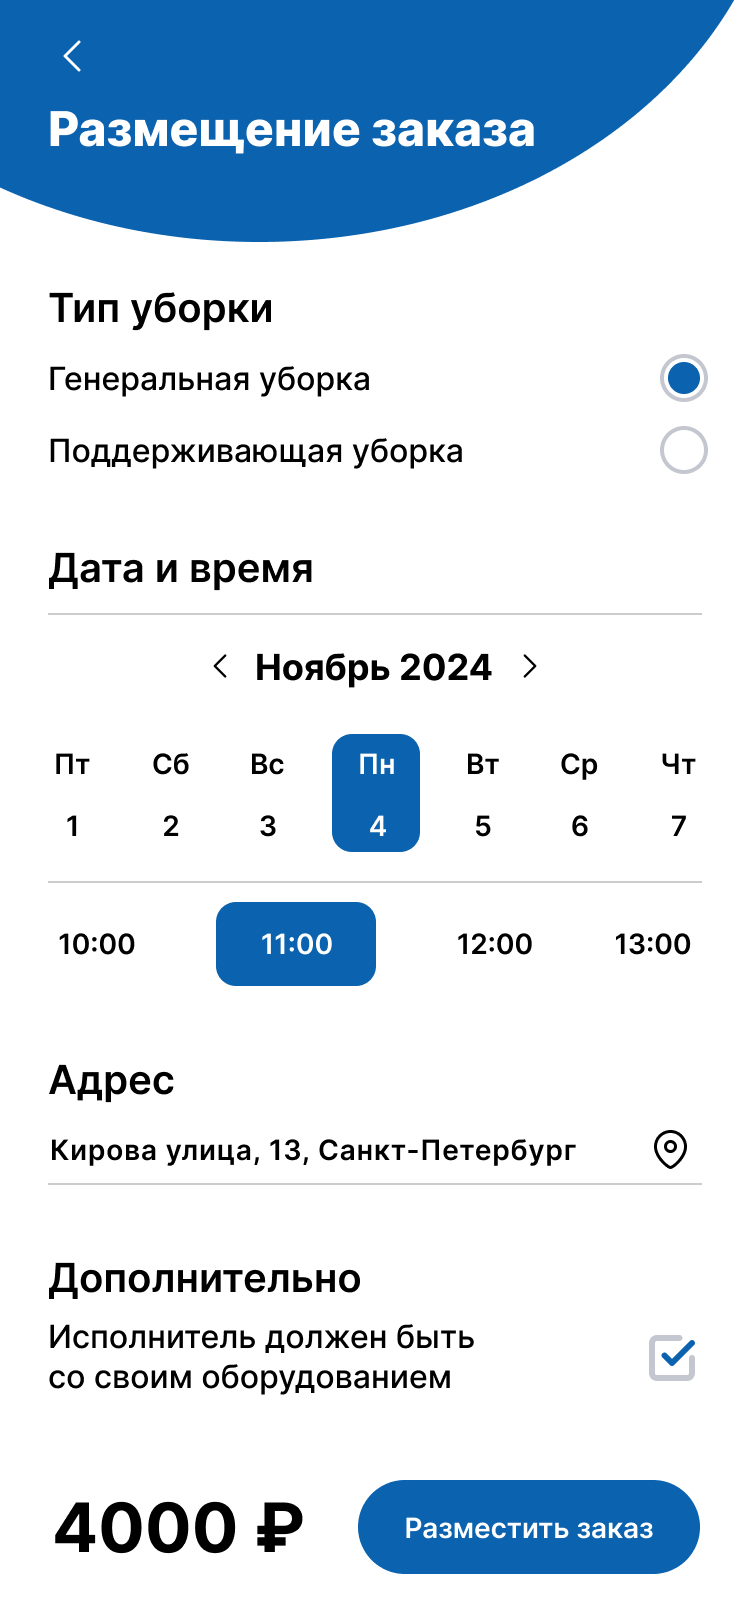 Размещение заказа
Тип уборки
Генеральная уборка
Поддерживающая уборка
Дата и время
Ноябрь 2024
Пт Сб Вс Пн Вт Ср Чт
1 2 3 4 5 6 7
10:00 11:00 12:00 13:00
Адрес
Кирова улица, 13, Санкт-Петербург
Дополнительно
Исполнитель должен быть
со своим оборудованием
4000 ₽ Разместить заказ